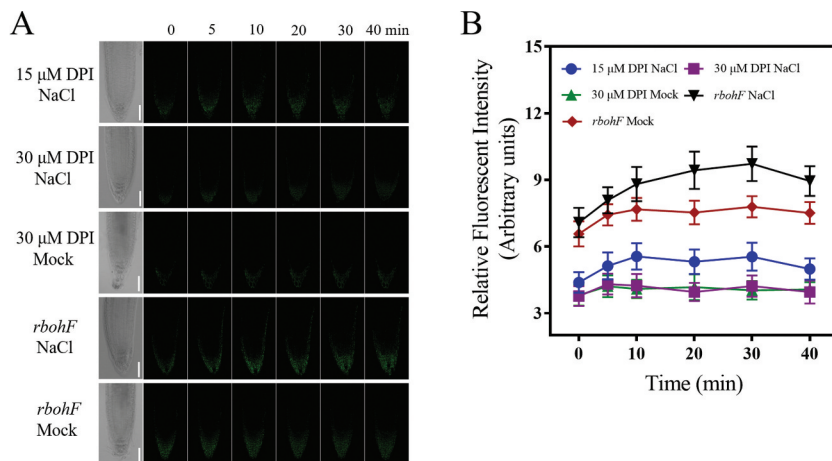 A
0 5 10 20 30 40 min
15 μM DPI
NaCl
30 μM DPI
NaCl
30 μM DPI
Mock
rbohF
NaCl
rbohF
Mock
B
Relative Fluorescent Intensity
((Arbitrary units)
15
12
9
6
3
15 μM DPI NaCl
30 μM DPI NaCl
30 μM DPI Mock
rbohF NaCl
rbohF Mock
0 10 20 30 40
Time (min)